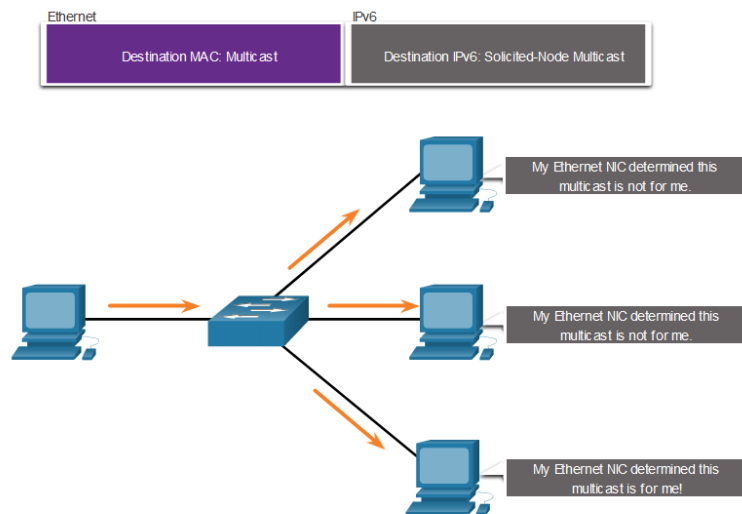 Ethernet
IPv6
Destination MAC: Multicast
Destination IPv6: Solicited-Node Multicast
My Ethernet NIC determined this
multicast is not for me.
My Ethernet NIC determined this
multicast is not for me.
My Ethernet NIC determined this
multicast is for me!